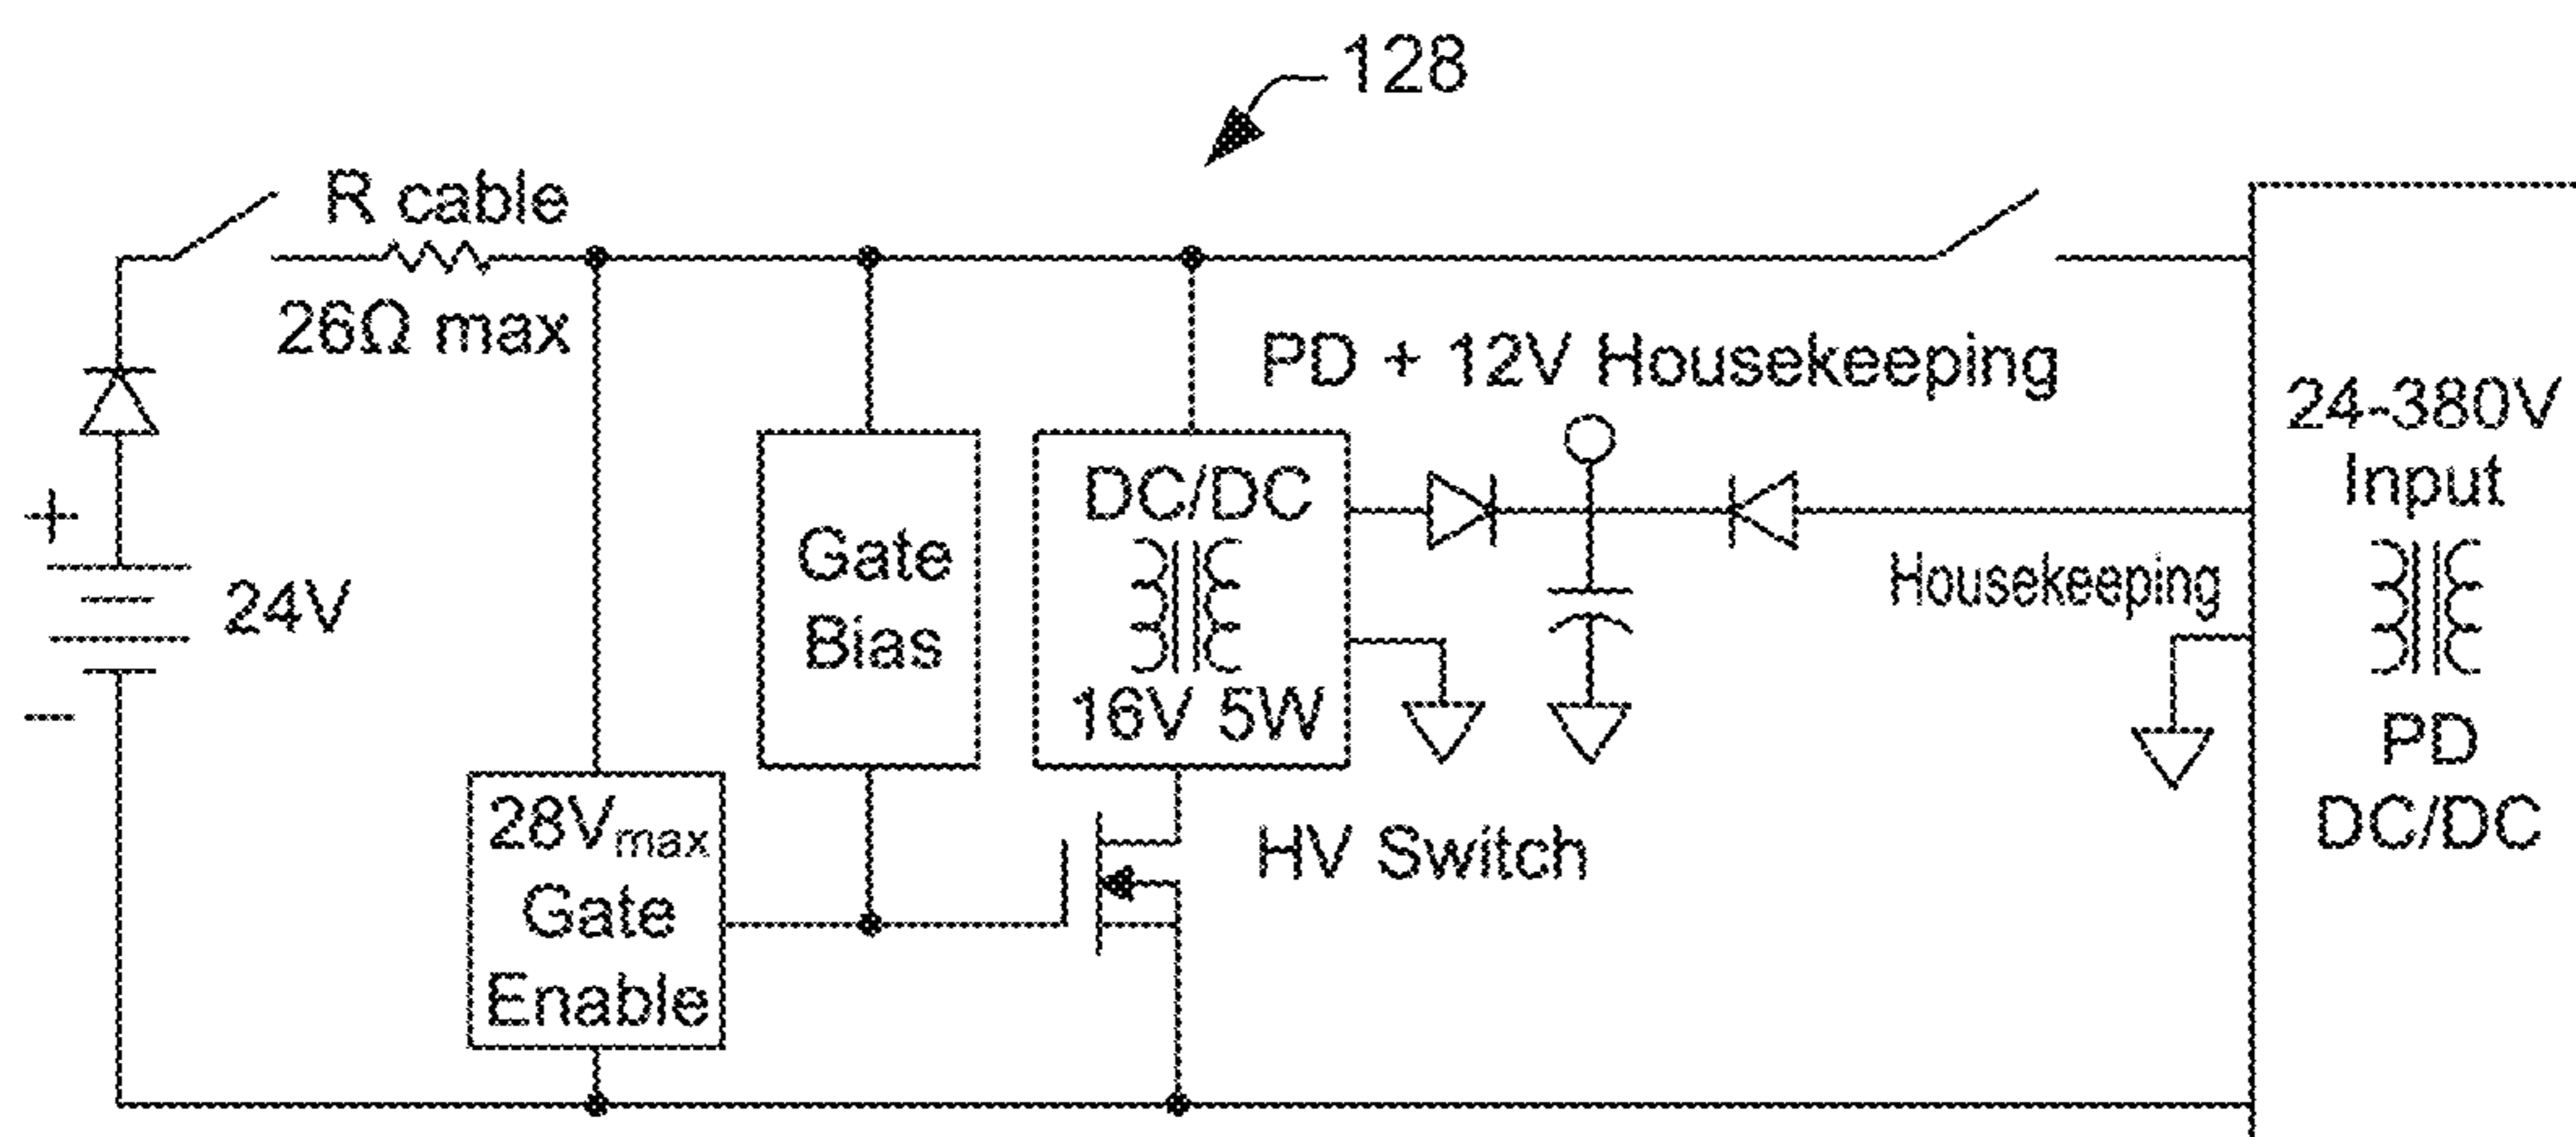 128
R cable
26Ω max
PD + 12V Housekeeping
24-380V
Input
PD
DC/DC
+
24V
-
Gate
Bias
DC/DC
16V 5W
Housekeeping
28Vmax
Gate
Enable
HV Switch